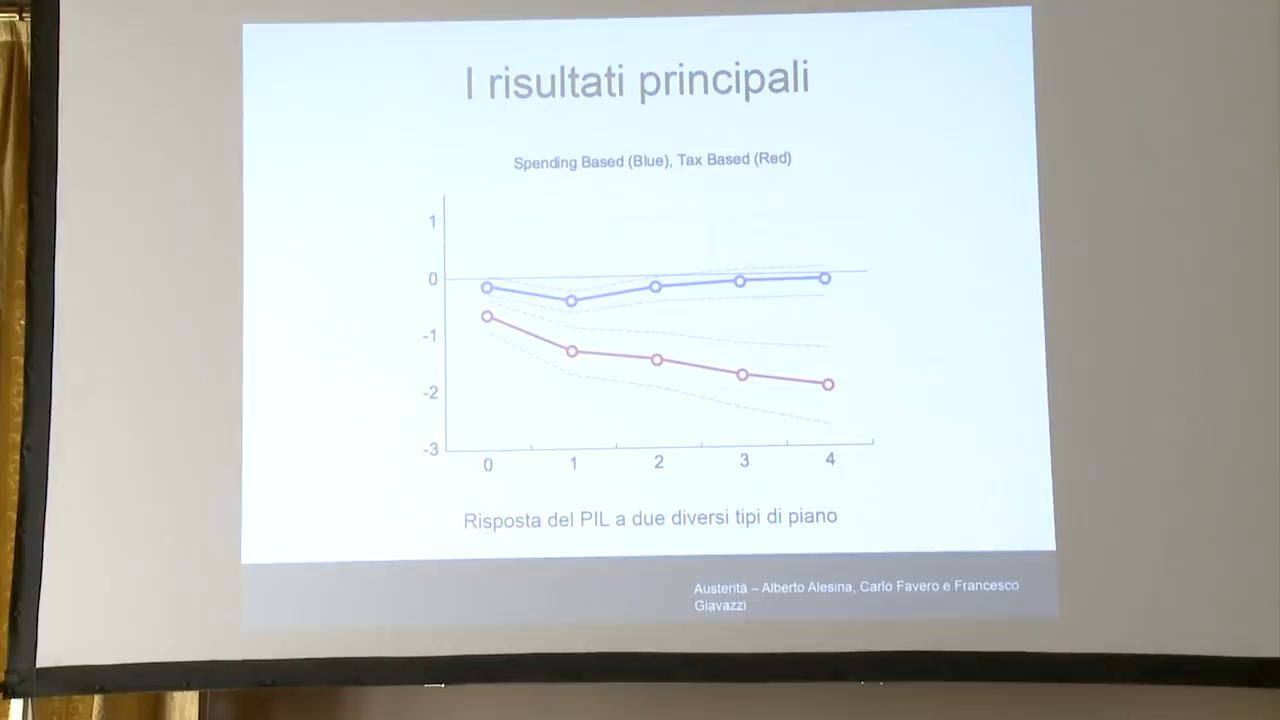 I risultati principali
Spending Based (Blue), Tax Based (Red)
1
0
-1
-2
-3
0 1 2 3 4
Risposta del PIL a due diversi tipi di piano
Austerità – Alberto Alesina, Carlo Favero e Francesco
Giavazzi